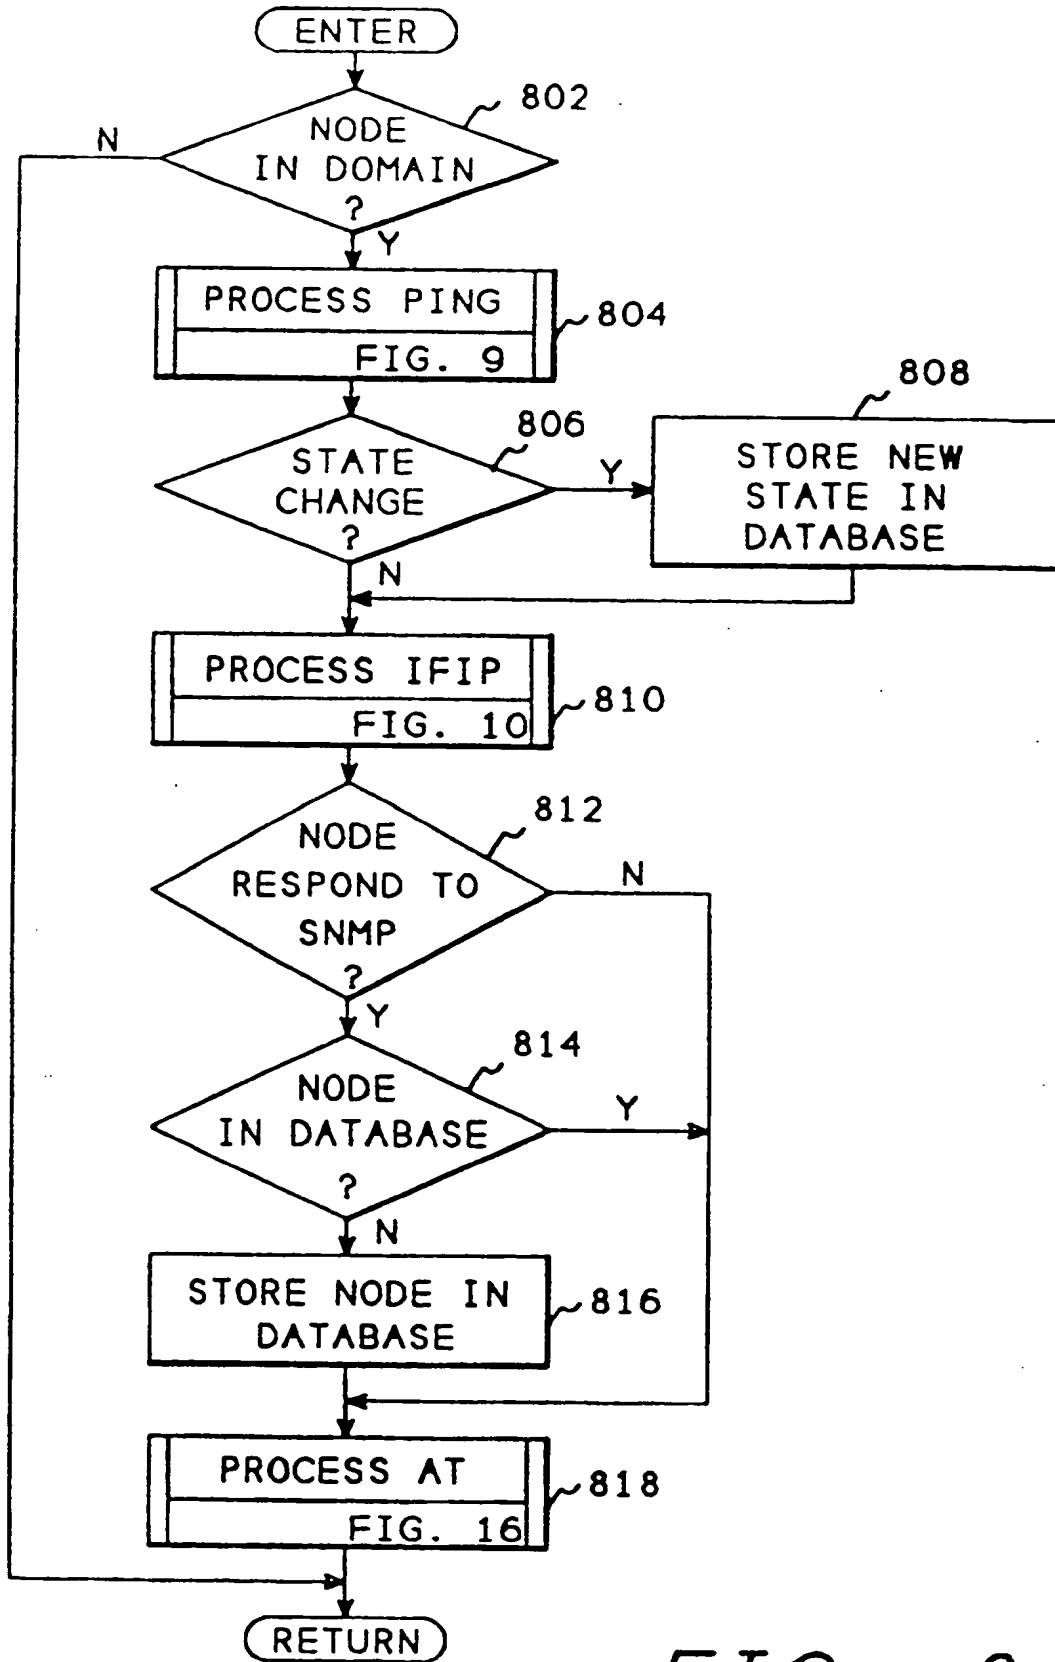 ENTER
802
N
NODE
IN DOMAIN
?
Y
PROCESS PING
804
FIG. 9
808
806
STATE
CHANGE
?
Y
STORE NEW
STATE IN
DATABASE
N
PROCESS IFIP
810
FIG. 10
812
NODE
RESPOND TO
SNMP
?
N
Y
814
NODE
IN DATABASE
?
Y
N
STORE NODE IN
DATABASE
816
PROCESS AT
818
FIG. 16
RETURN